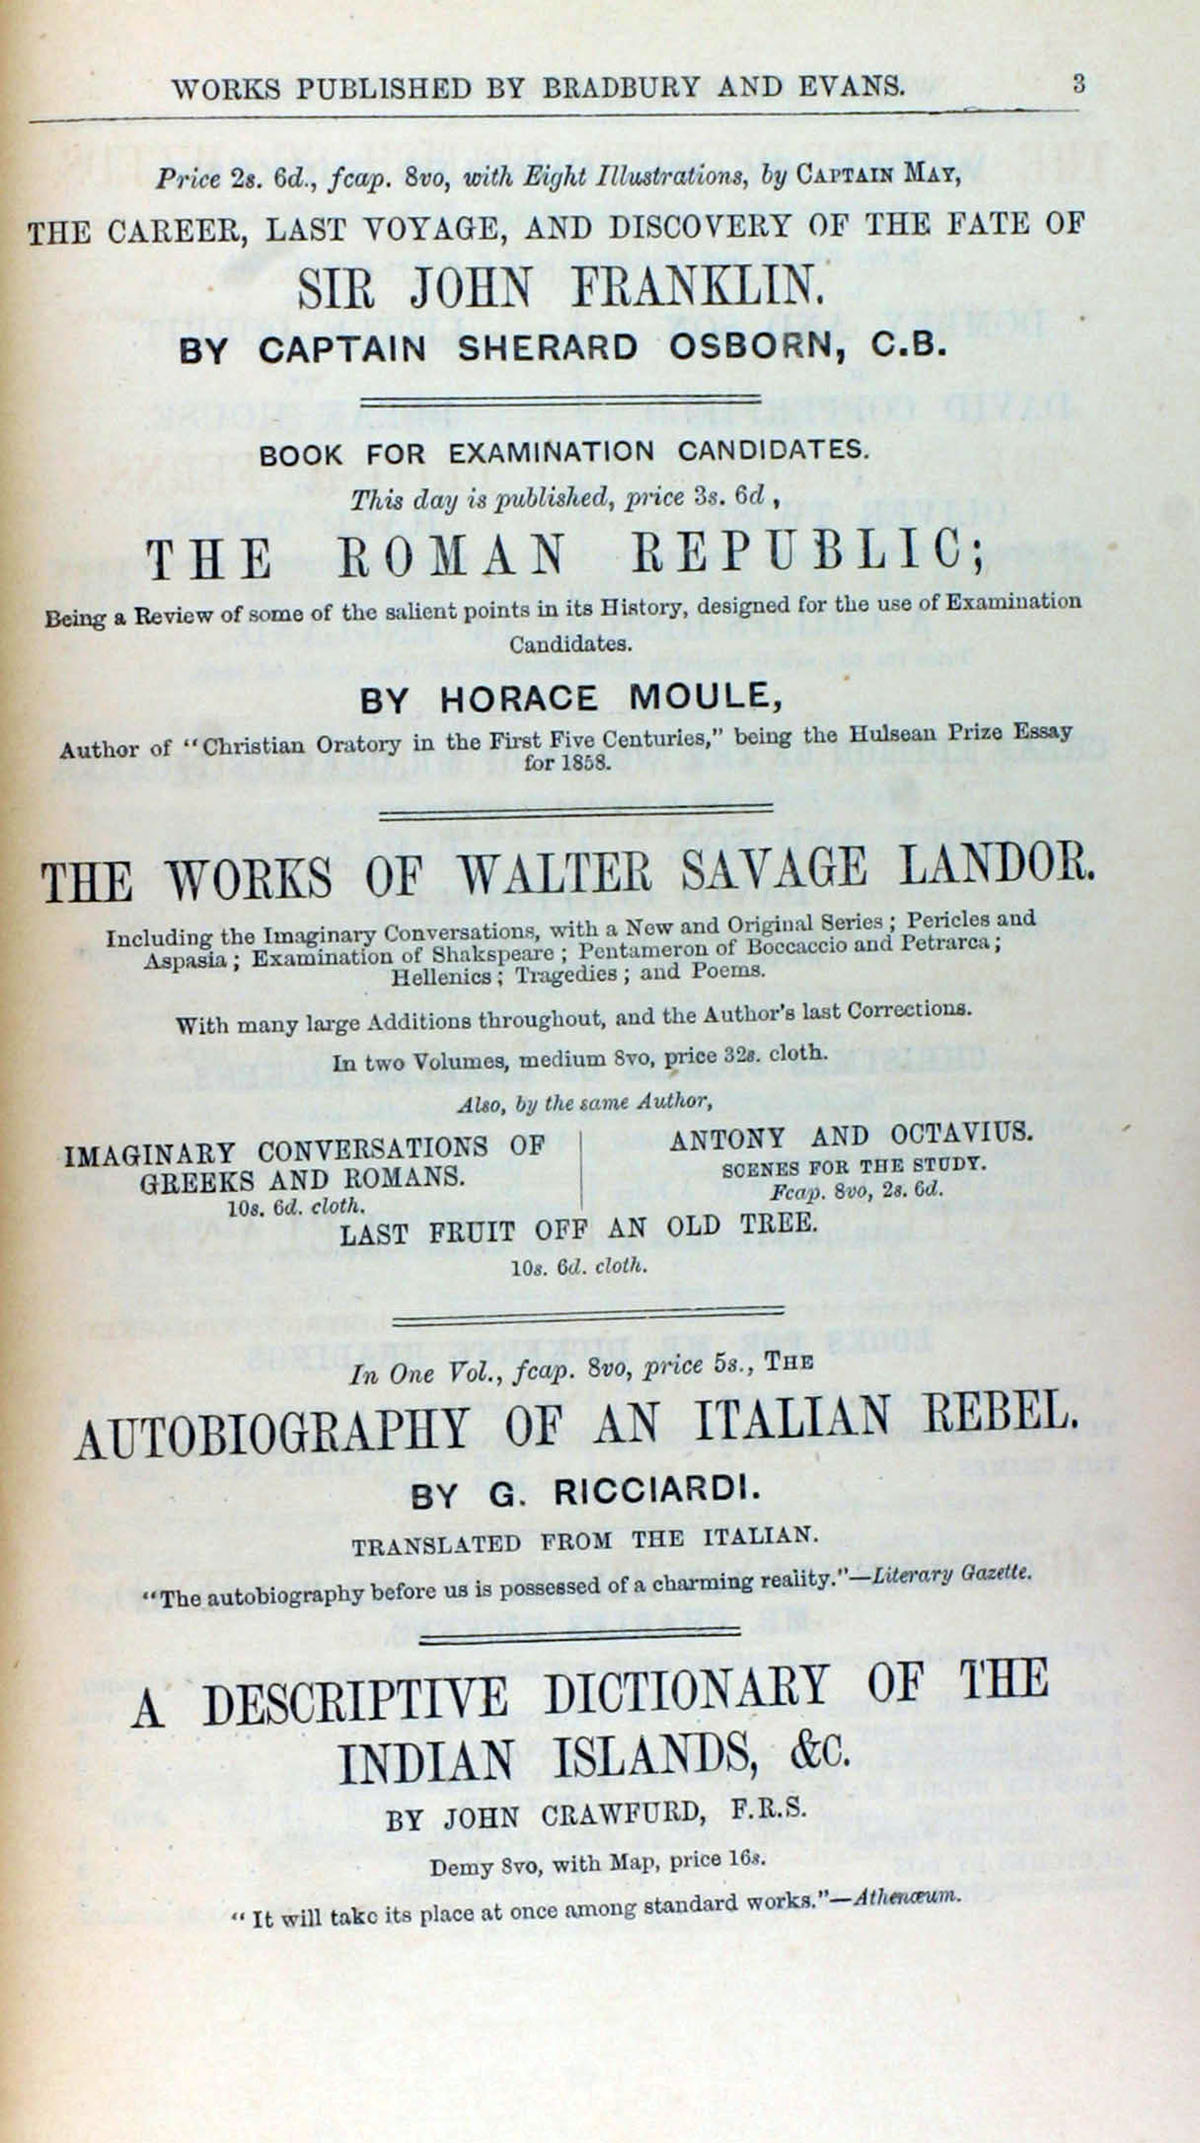 WORKS PUBLISHED BY BRADBURY AND EVANS. 3
Price 2s. 6d., fcap. 8vo, with Eight Illustrations, by CAPTAIN MAY,
THE CAREER, LAST VOYAGE, AND DISCOVERY OF THE FATE OF
SIR JOHN FRANKLIN.
BY CAPTAIN SHERARD OSBORN, C.B.
BOOK FOR EXAMINATION CANDIDATES.
This day is published, price 3s. 6d ,
THE ROMAN REPUBLIC;
Being a Review of some of the salient points in its History, designed for the use of Examination
Candidates.
BY HORACE MOULE,
Author of "Christian Oratory in the First Five Centuries," being the Hulsean Prize Essay
for 1858.
THE WORKS OF WALTER SAVAGE LANDOR.
Including the Imaginary Conversations, with a New and Original Series ; Pericles and
Aspasia ; Examination of Shakspeare ; Pentameron of Boccaccio and Petrarca ;
Hellenics ; Tragedies ; and Poems.
With many large Additions throughout, and the Author's last Corrections.
In two Volumes, medium 8vo, price 32s. cloth.
Also, by the same Author,
IMAGINARY CONVERSATIONS OF
GREEKS AND ROMANS.
10s. 6d. cloth.
ANTONY AND OCTAVIUS.
SCENES FOR THE STUDY.
Fcap. 8vo, 2s. 6d.
LAST FRUIT OFF AN OLD TREE.
10s. 6d. cloth.
In One Vol., fcap. 8vo, price 5s., THE
AUTOBIOGRAPHY OF AN ITALIAN REBEL.
BY G. RICCIARDI.
TRANSLATED FROM THE ITALIAN.
"The autobiography before us is possessed of a charming reality."—Literary Gazette.
A DESCRIPTIVE DICTIONARY OF THE
INDIAN ISLANDS, &c.
BY JOHN CRAWFURD, F.R.S.
Demy 8vo, with Map, price 16s.
" It will take its place at once among standard works."—Athenæum.